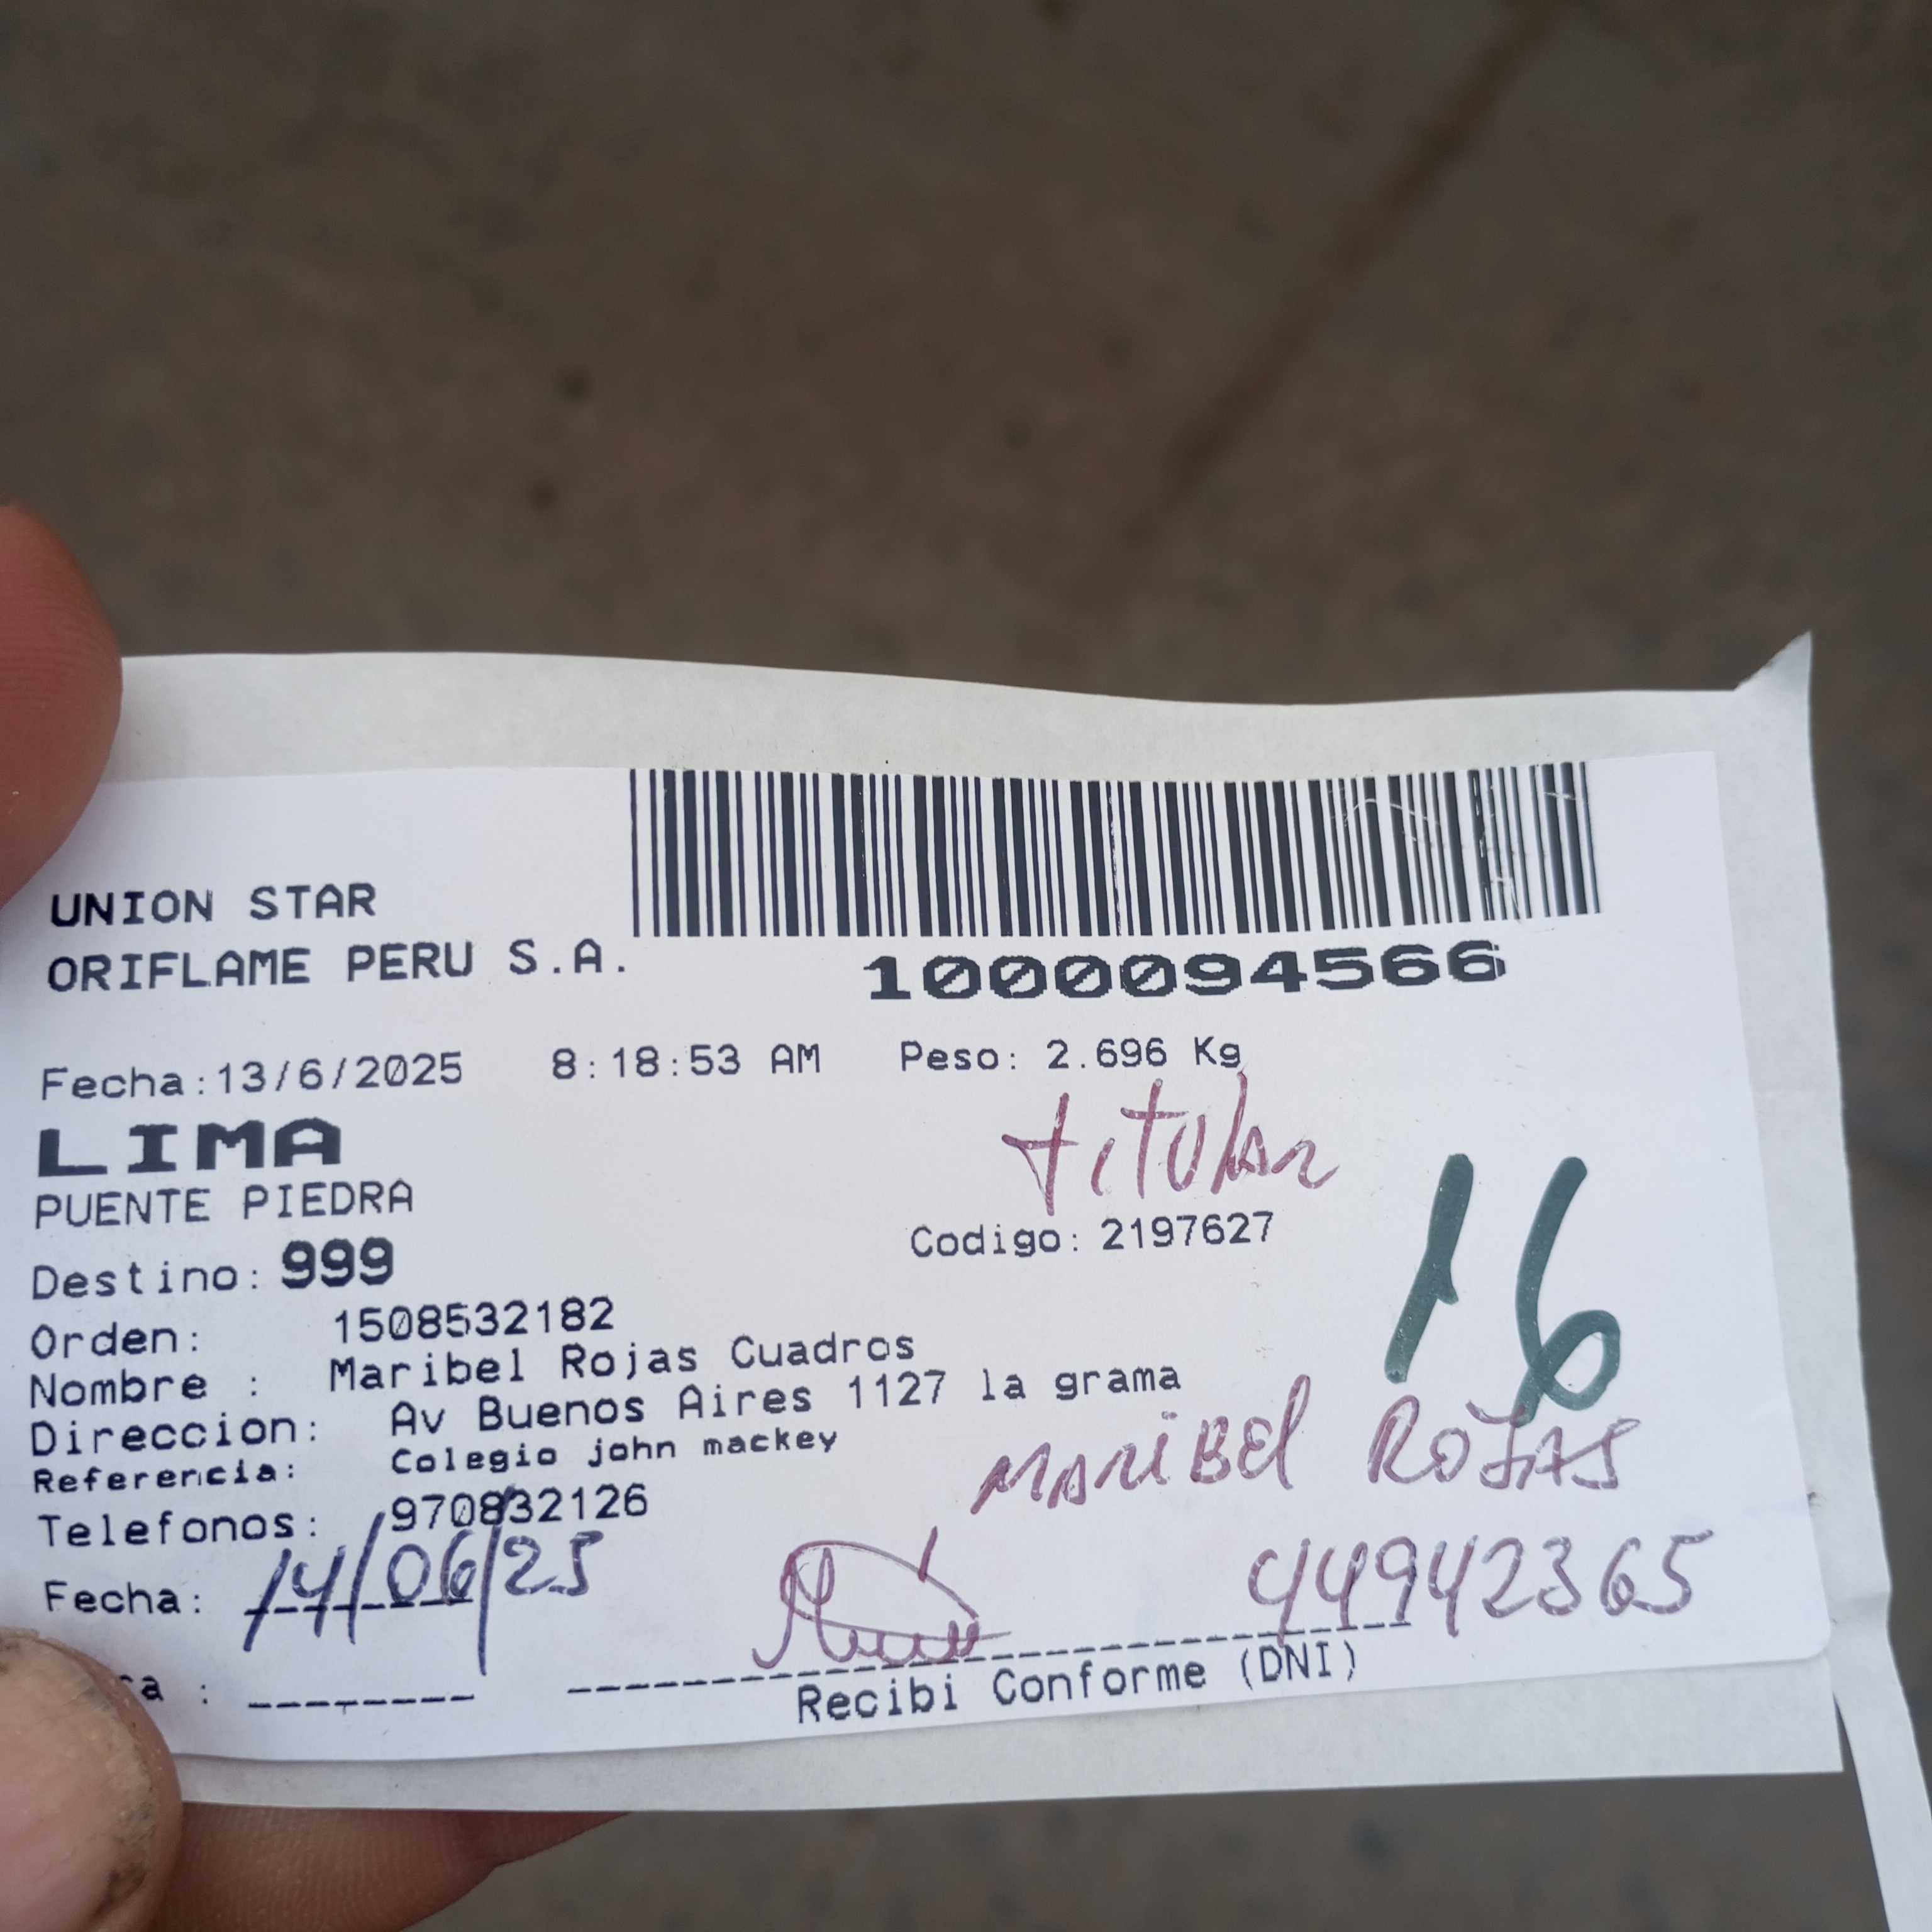 UNION STAR
ORIFLAME PERU S.A.
1000094566
Fecha:13/6/2025 8:18:53 AM Peso: 2.696 Kg
LIMA
titular
PUENTE PIEDRA
Codigo: 2197627
Destino: 999
16
Orden: 1508532182
Nombre : Maribel Rojas Cuadros
Direccion: Av Buenos Aires 1127 la grama
Referencia: Colegio john mackey
MARIBEl ROJAS
Telefonos: 970832126
Fecha: 14/06/25
44942365
a :
Recibi Conforme (DNI)